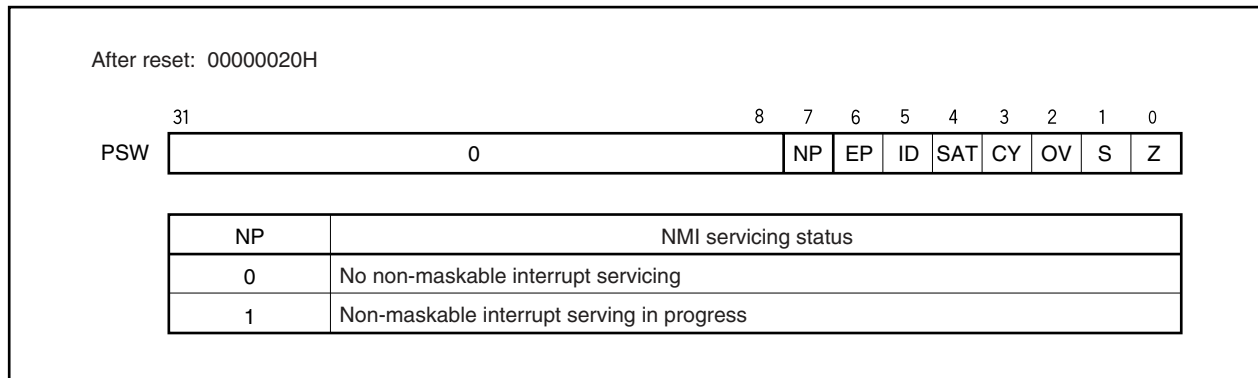 After reset: 00000020H
31 8 7 6 5 4 3 2 1 0
PSW 0 NP EP ID SAT CY OV S Z
NP NMI servicing status
0 No non-maskable interrupt servicing
1 Non-maskable interrupt serving in progress